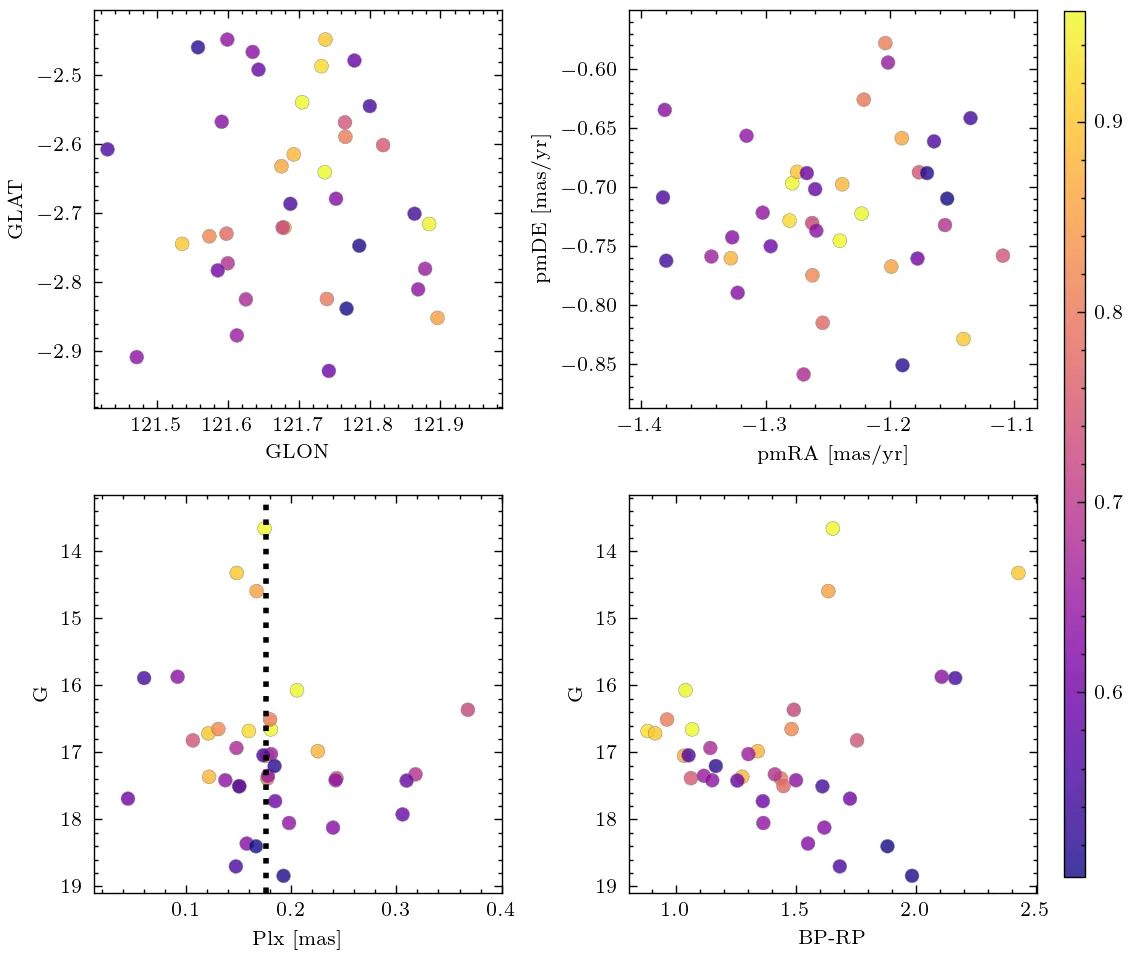 −2.5
−2.6
−2.7
−2.8
−2.9
GLAT
121.5 121.6 121.7 121.8 121.9
GLON
−0.60
−0.65
−0.70
−0.75
−0.80
−0.85
pmDE [mas/yr]
−1.4 −1.3 −1.2 −1.1
pmRA [mas/yr]
0.9
0.8
0.7
0.6
14
15
16
17
18
19
G
0.1 0.2 0.3 0.4
Plx [mas]
14
15
16
17
18
19
G
1.0 1.5 2.0 2.5
BP-RP